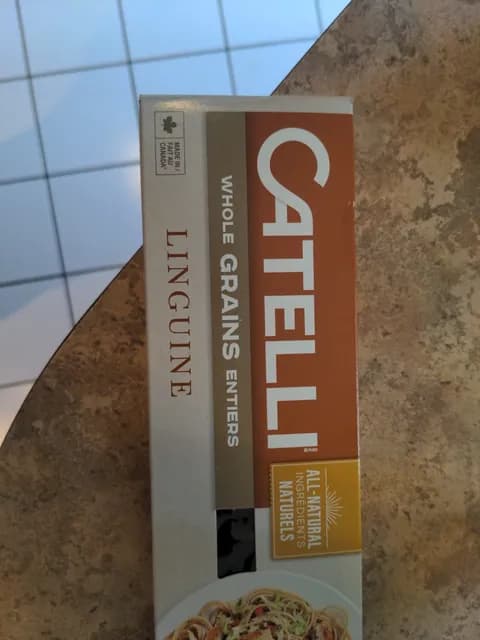 CATELLI
WHOLE GRAINS ENTIERS
LINGUINE
MADE IN /
FAIT AU
CANADA
ALL-NATURAL
INGREDIENTS
NATURELS